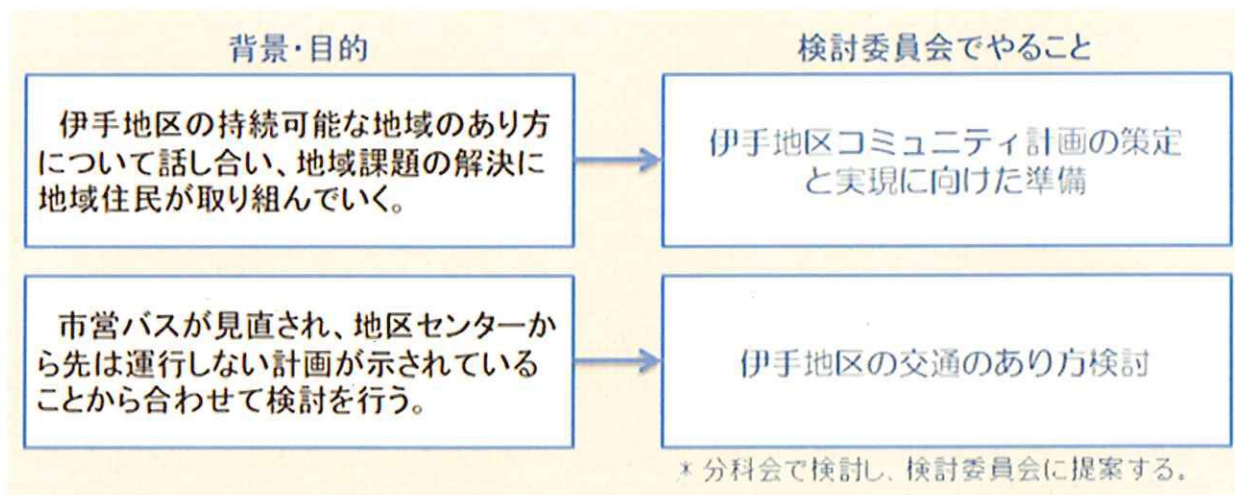 背景・目的
検討委員会でやること
伊手地区の持続可能な地域のあり方
について話し合い、地域課題の解決に
地域住民が取り組んでいく。
伊手地区コミュニティ計画の策定
と実現に向けた準備
市営バスが見直され、地区センターか
ら先は運行しない計画が示されている
ことから合わせて検討を行う。
伊手地区の交通のあり方検討
*分科会で検討し、検討委員会に提案する。